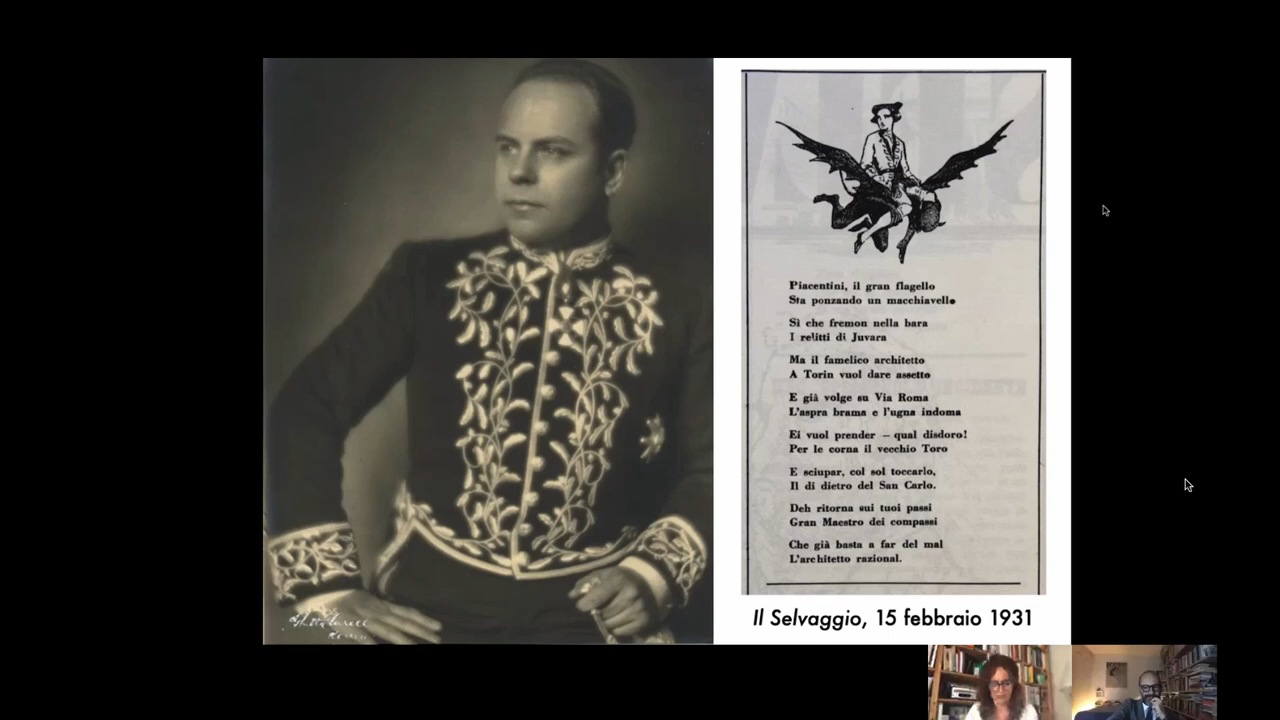 Piacentini, il gran flagello
Sta ponzando un macchiavello
Sì che fremon nella bara
I relitti di Juvara
Ma il famelico architetto
A Torin vuol dare assetto
E già volge su Via Roma
L'aspra brama e l'ugna indoma
Ei vuol prender – qual disdoro!
Per le corna il vecchio Toro
E sciupar, col sol toccarlo,
Il di dietro del San Carlo.
Deh ritorna sui tuoi passi
Gran Maestro dei compassi
Che già basta a far del mal
L'architetto razional.
Il Selvaggio, 15 febbraio 1931